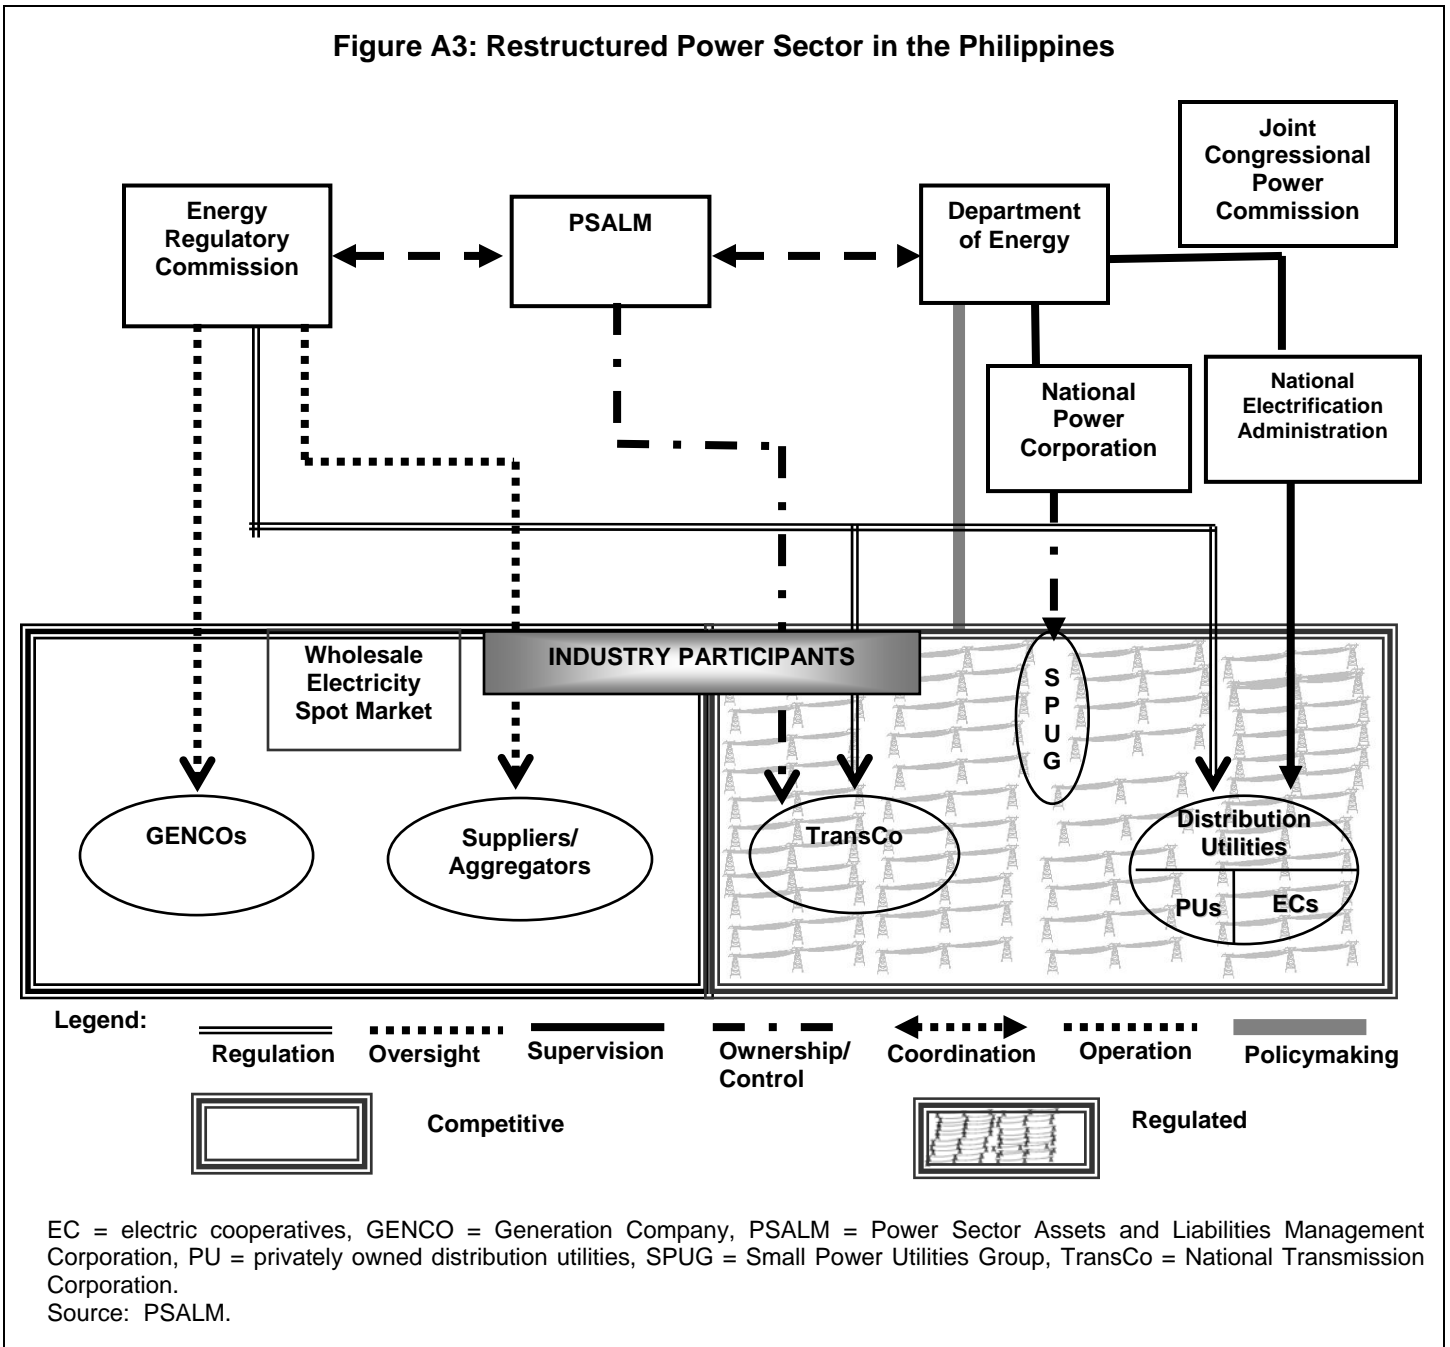 Figure A3: Restructured Power Sector in the Philippines
Joint
Congressional
Power
Commission
Energy
Regulatory
Commission
PSALM
Department
of Energy
National
Power
Corporation
National
Electrification
Administration
INDUSTRY PARTICIPANTS
Wholesale
Electricity
Spot Market
S
P
U
G
GENCOs
Suppliers/
Aggregators
TransCo
Distribution
Utilities
PUs
ECs
Legend:
Regulation
Oversight
Supervision
Ownership/
Control
Coordination
Operation
Policymaking
Competitive
Regulated
EC = electric cooperatives, GENCO = Generation Company, PSALM = Power Sector Assets and Liabilities Management
Corporation, PU = privately owned distribution utilities, SPUG = Small Power Utilities Group, TransCo = National Transmission
Corporation.
Source: PSALM.